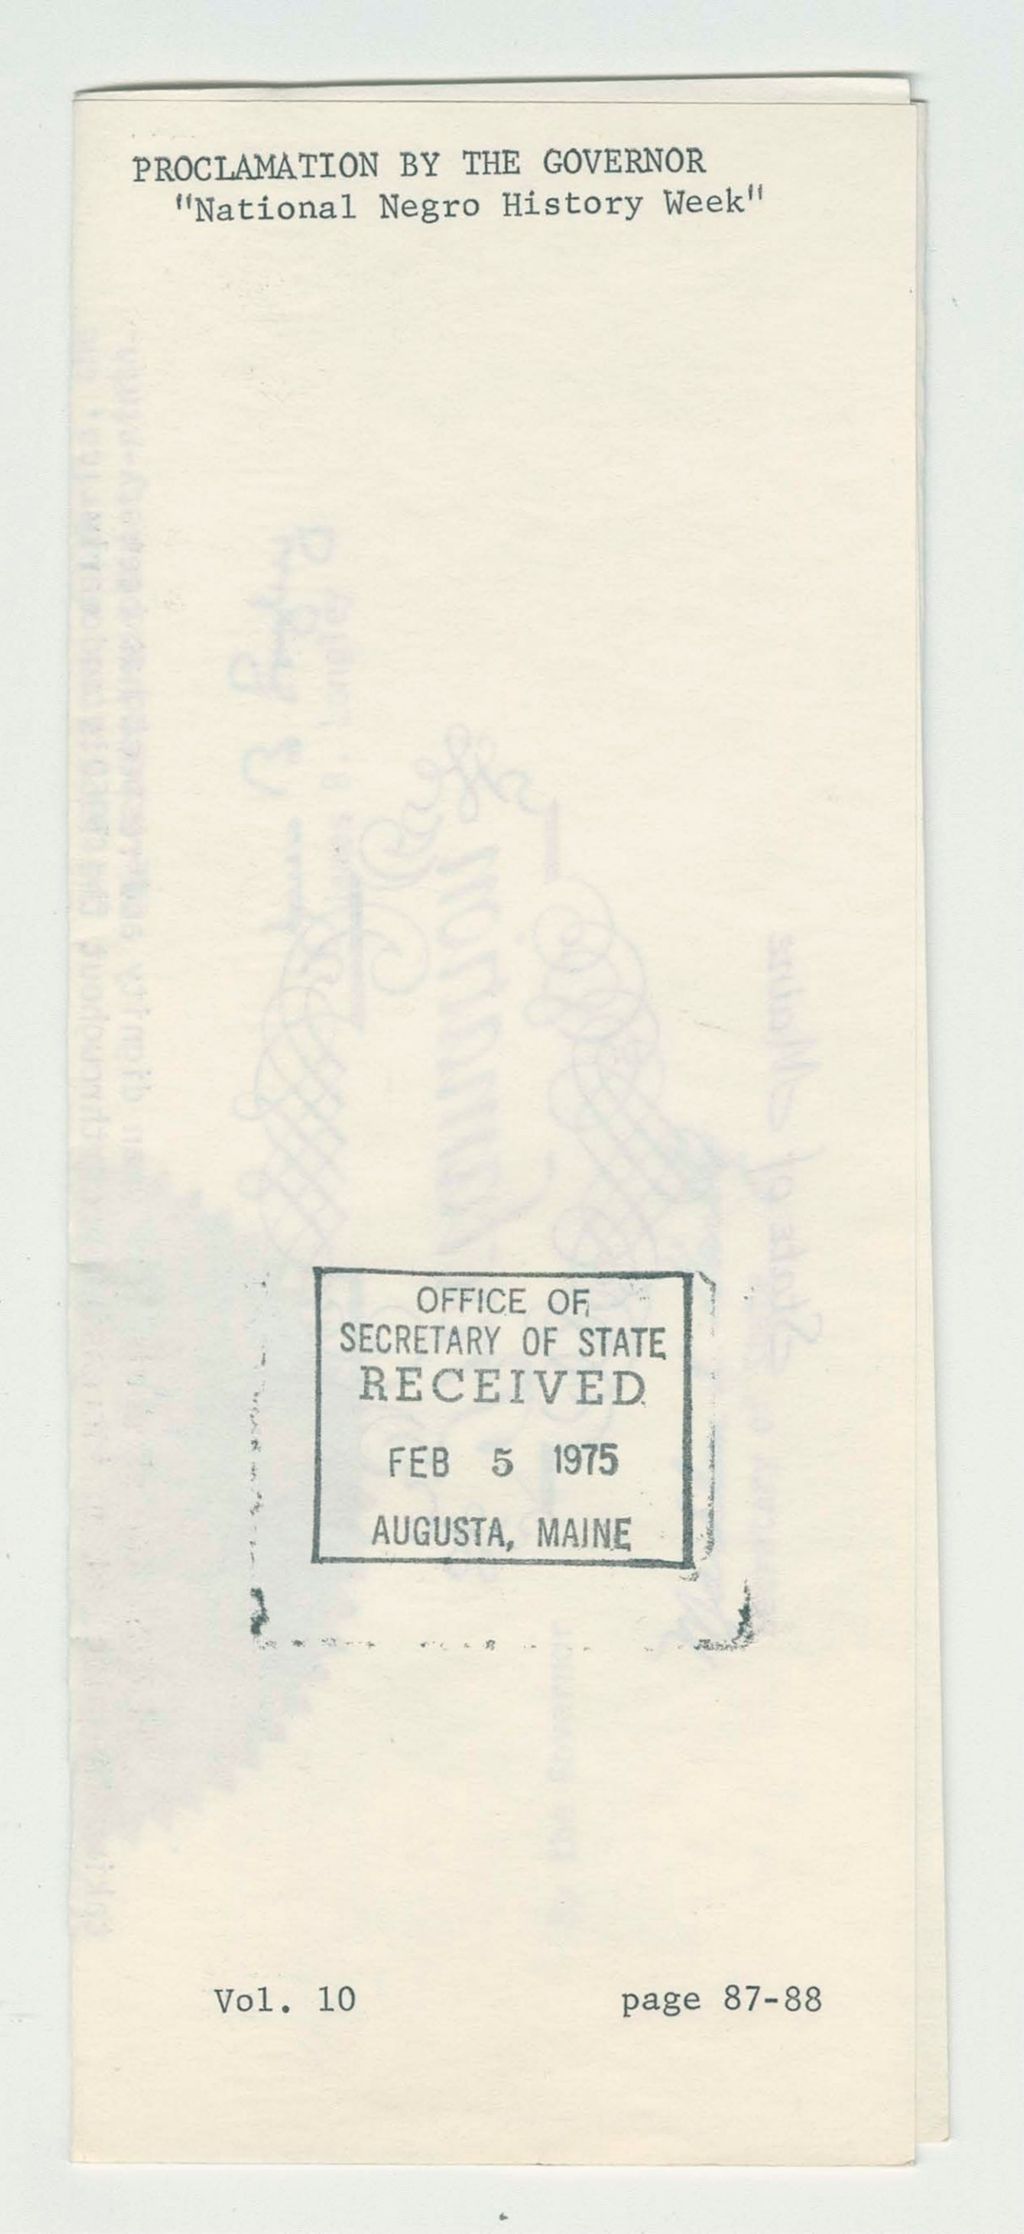 PROCLAMATION BY THE GOVERNOR
"National Negro History Week"
OFFICE OF
SECRETARY OF STATE
RECEIVED
FEB 5 1975
AUGUSTA, MAINE
Vol. 10 page 87-88